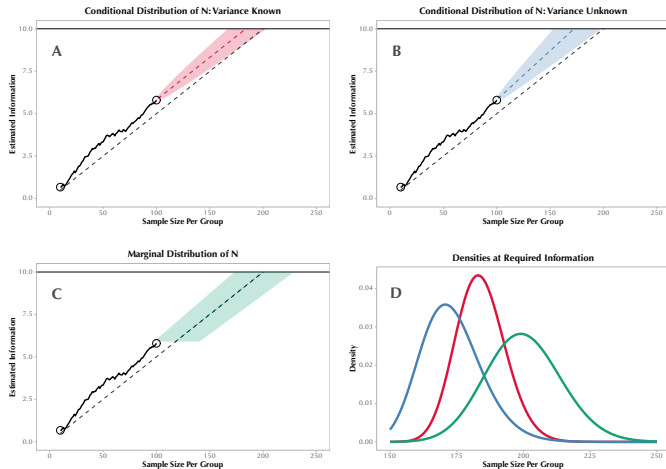 Conditional Distribution of N: Variance Known
A
10.0
7.5
5.0
2.5
0.0
Estimated Information
0 50 100 150 200 250
Sample Size Per Group
Conditional Distribution of N: Variance Unknown
B
10.0
7.5
5.0
2.5
0.0
Estimated Information
0 50 100 150 200 250
Sample Size Per Group
Marginal Distribution of N
C
10.0
7.5
5.0
2.5
0.0
Estimated Information
0 50 100 150 200 250
Sample Size Per Group
Densities at Required Information
D
0.04
0.03
0.02
0.01
0.00
Density
150 175 200 225 250
Sample Size Per Group